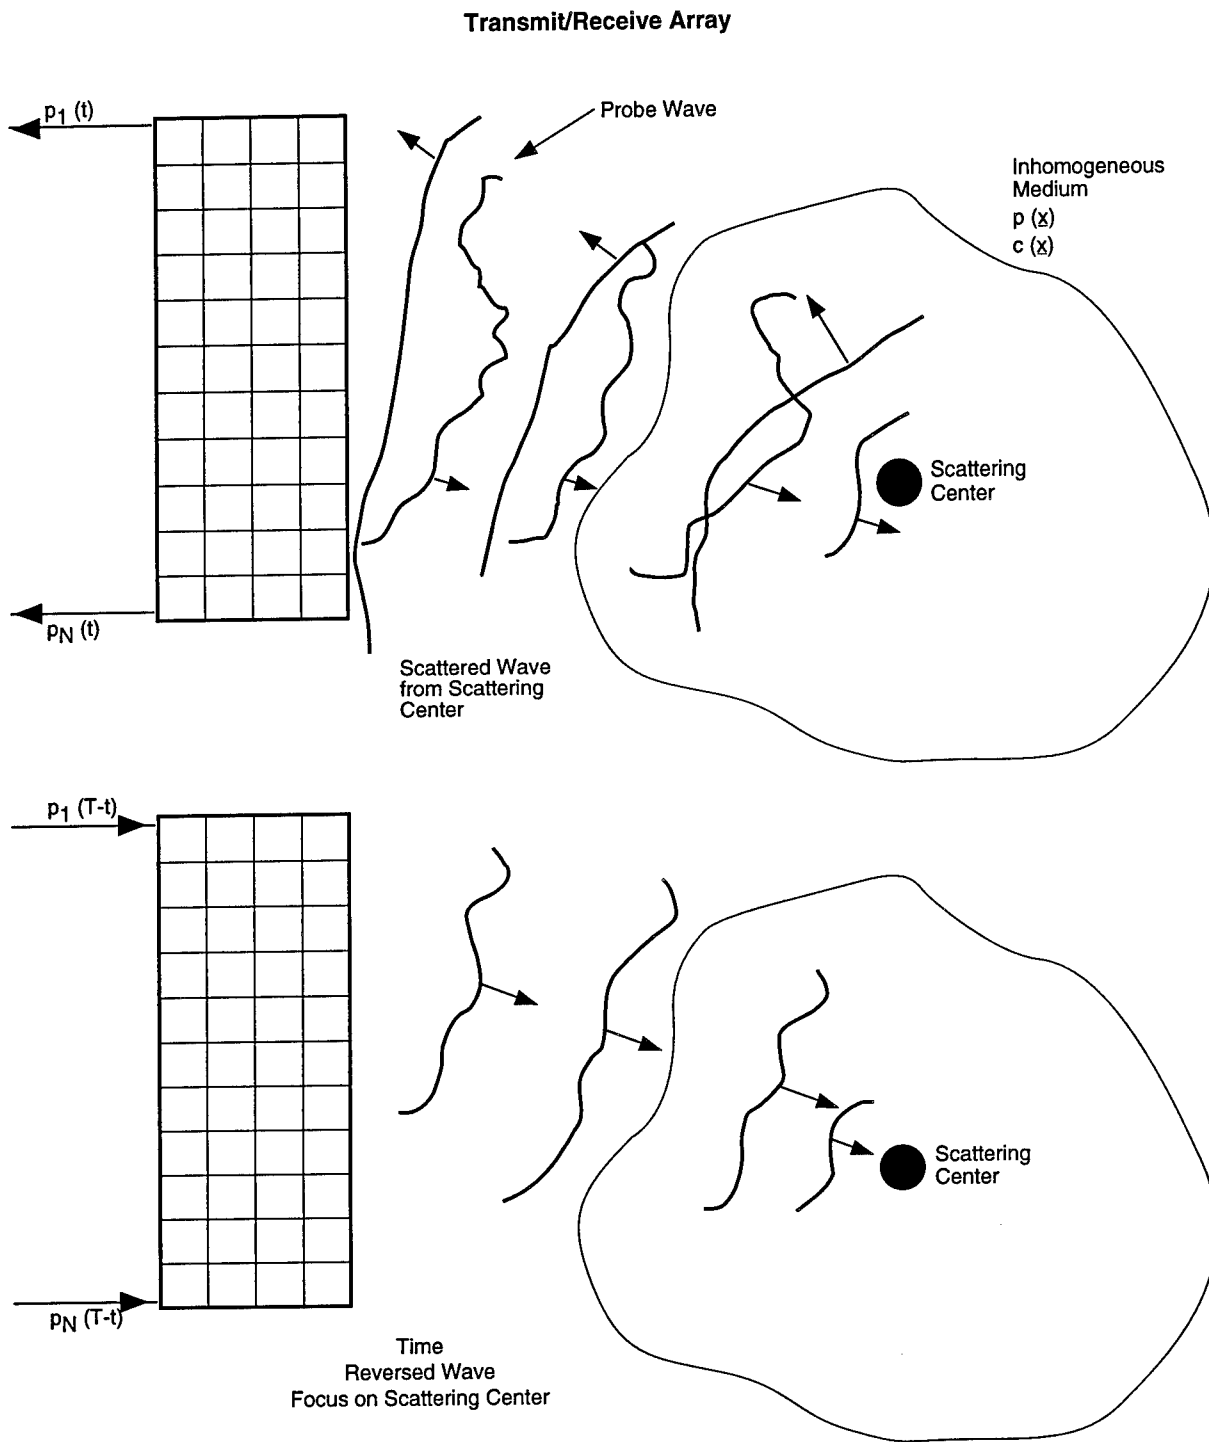 Transmit/Receive Array
p1 (t)
Probe Wave
Inhomogeneous
Medium
p (x)
c (x)
Scattering
Center
pN (t)
Scattered Wave
from Scattering
Center
p1 (T-t)
Scattering
Center
pN (T-t)
Time
Reversed Wave
Focus on Scattering Center